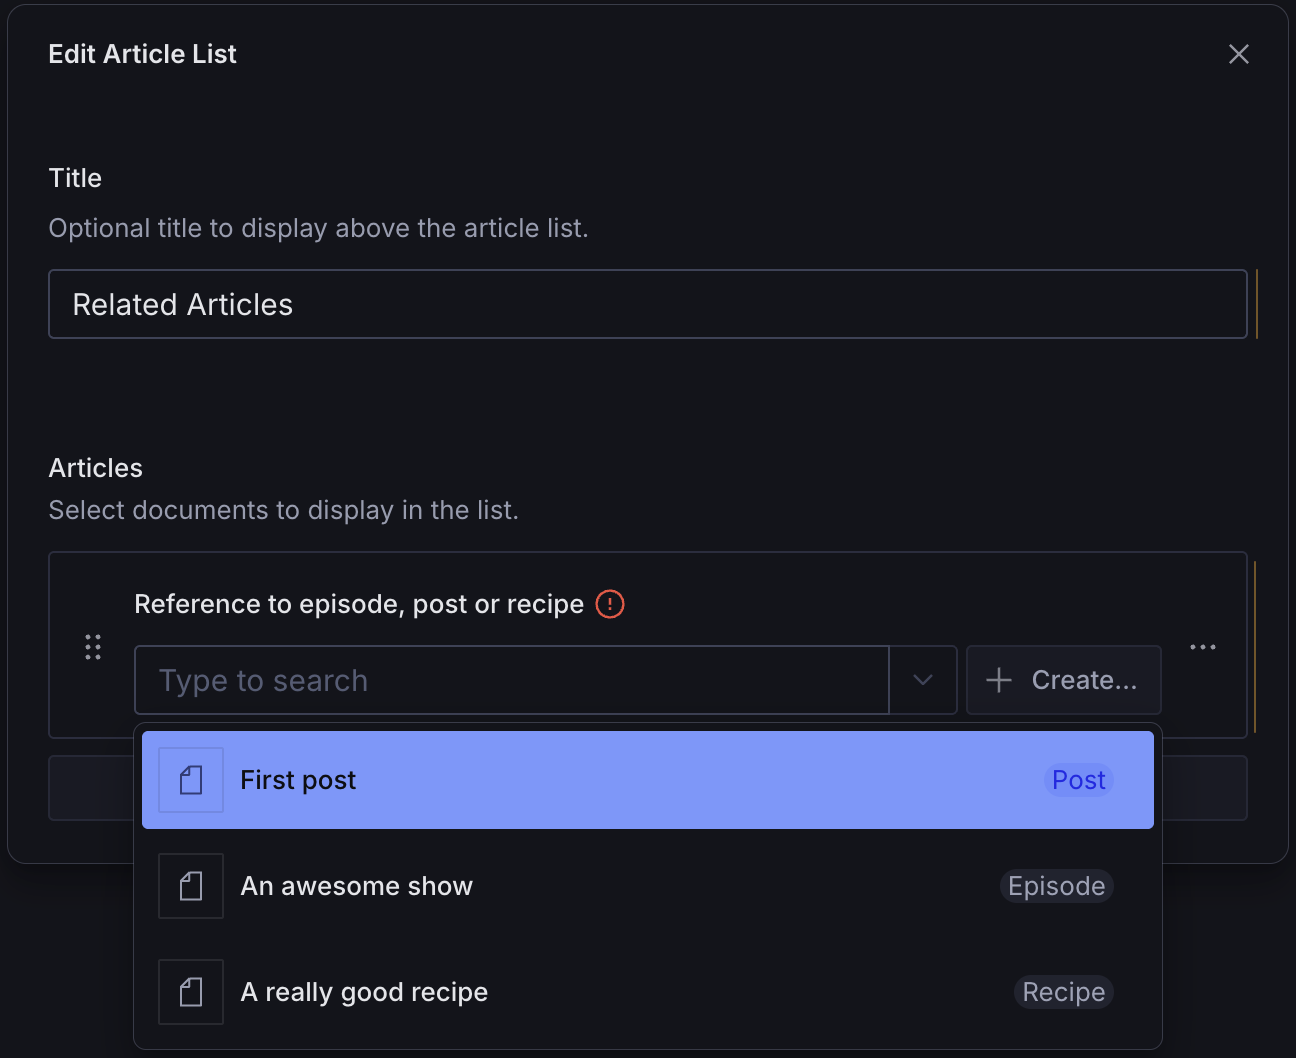 Edit Article List
Title
Optional title to display above the article list.
Related Articles
Articles
Select documents to display in the list.
Reference to episode, post or recipe
Type to search
Create...
First post
Post
An awesome show
Episode
A really good recipe
Recipe